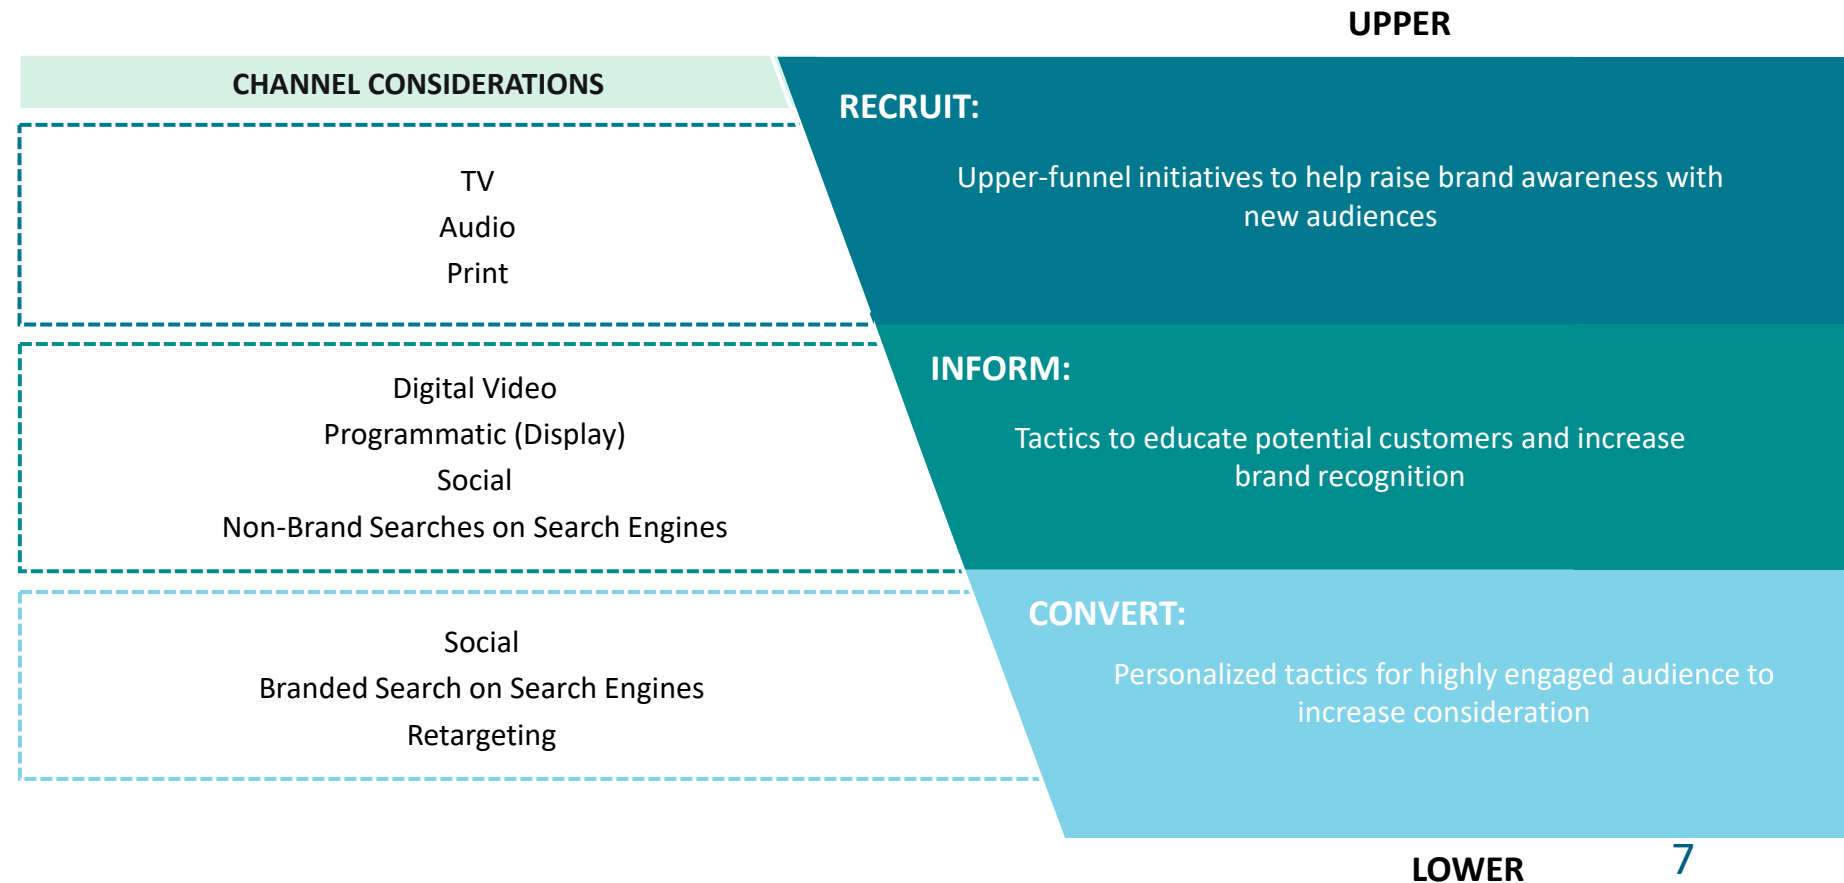 UPPER
CHANNEL CONSIDERATIONS
RECRUIT:
TV
Audio
Print
Upper-funnel initiatives to help raise brand awareness with
new audiences
INFORM:
Digital Video
Programmatic (Display)
Social
Non-Brand Searches on Search Engines
Tactics to educate potential customers and increase
brand recognition
CONVERT:
Social
Branded Search on Search Engines
Retargeting
Personalized tactics for highly engaged audience to
increase consideration
LOWER
7